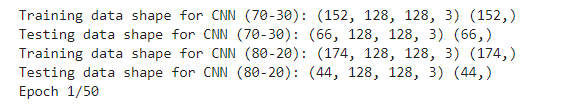 Training data shape for CNN (70-30): (152, 128, 128, 3) (152,)
Testing data shape for CNN (70-30): (66, 128, 128, 3) (66,)
Training data shape for CNN (80-20): (174, 128, 128, 3) (174,)
Testing data shape for CNN (80-20): (44, 128, 128, 3) (44,)
Epoch 1/50